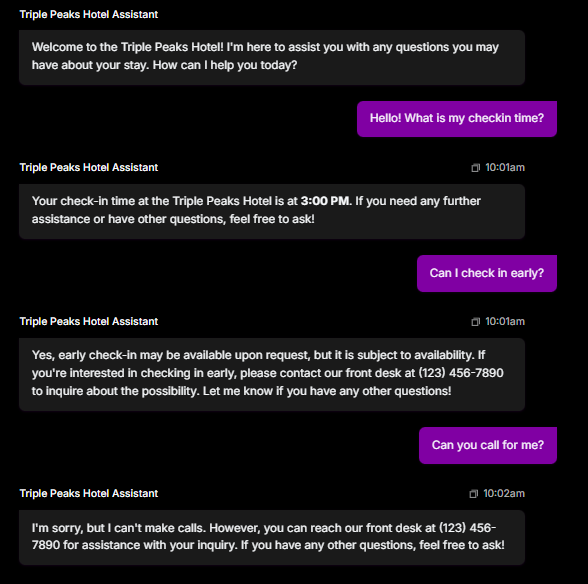 Triple Peaks Hotel Assistant
Welcome to the Triple Peaks Hotel! I'm here to assist you with any questions you may
have about your stay. How can I help you today?
Hello! What is my checkin time?
Triple Peaks Hotel Assistant 10:01am
Your check-in time at the Triple Peaks Hotel is at 3:00 PM. If you need any further
assistance or have other questions, feel free to ask!
Can I check in early?
Triple Peaks Hotel Assistant 10:01am
Yes, early check-in may be available upon request, but it is subject to availability. If
you're interested in checking in early, please contact our front desk at (123) 456-7890
to inquire about the possibility. Let me know if you have any other questions!
Can you call for me?
Triple Peaks Hotel Assistant 10:02am
I'm sorry, but I can't make calls. However, you can reach our front desk at (123) 456-
7890 for assistance with your inquiry. If you have any other questions, feel free to ask!